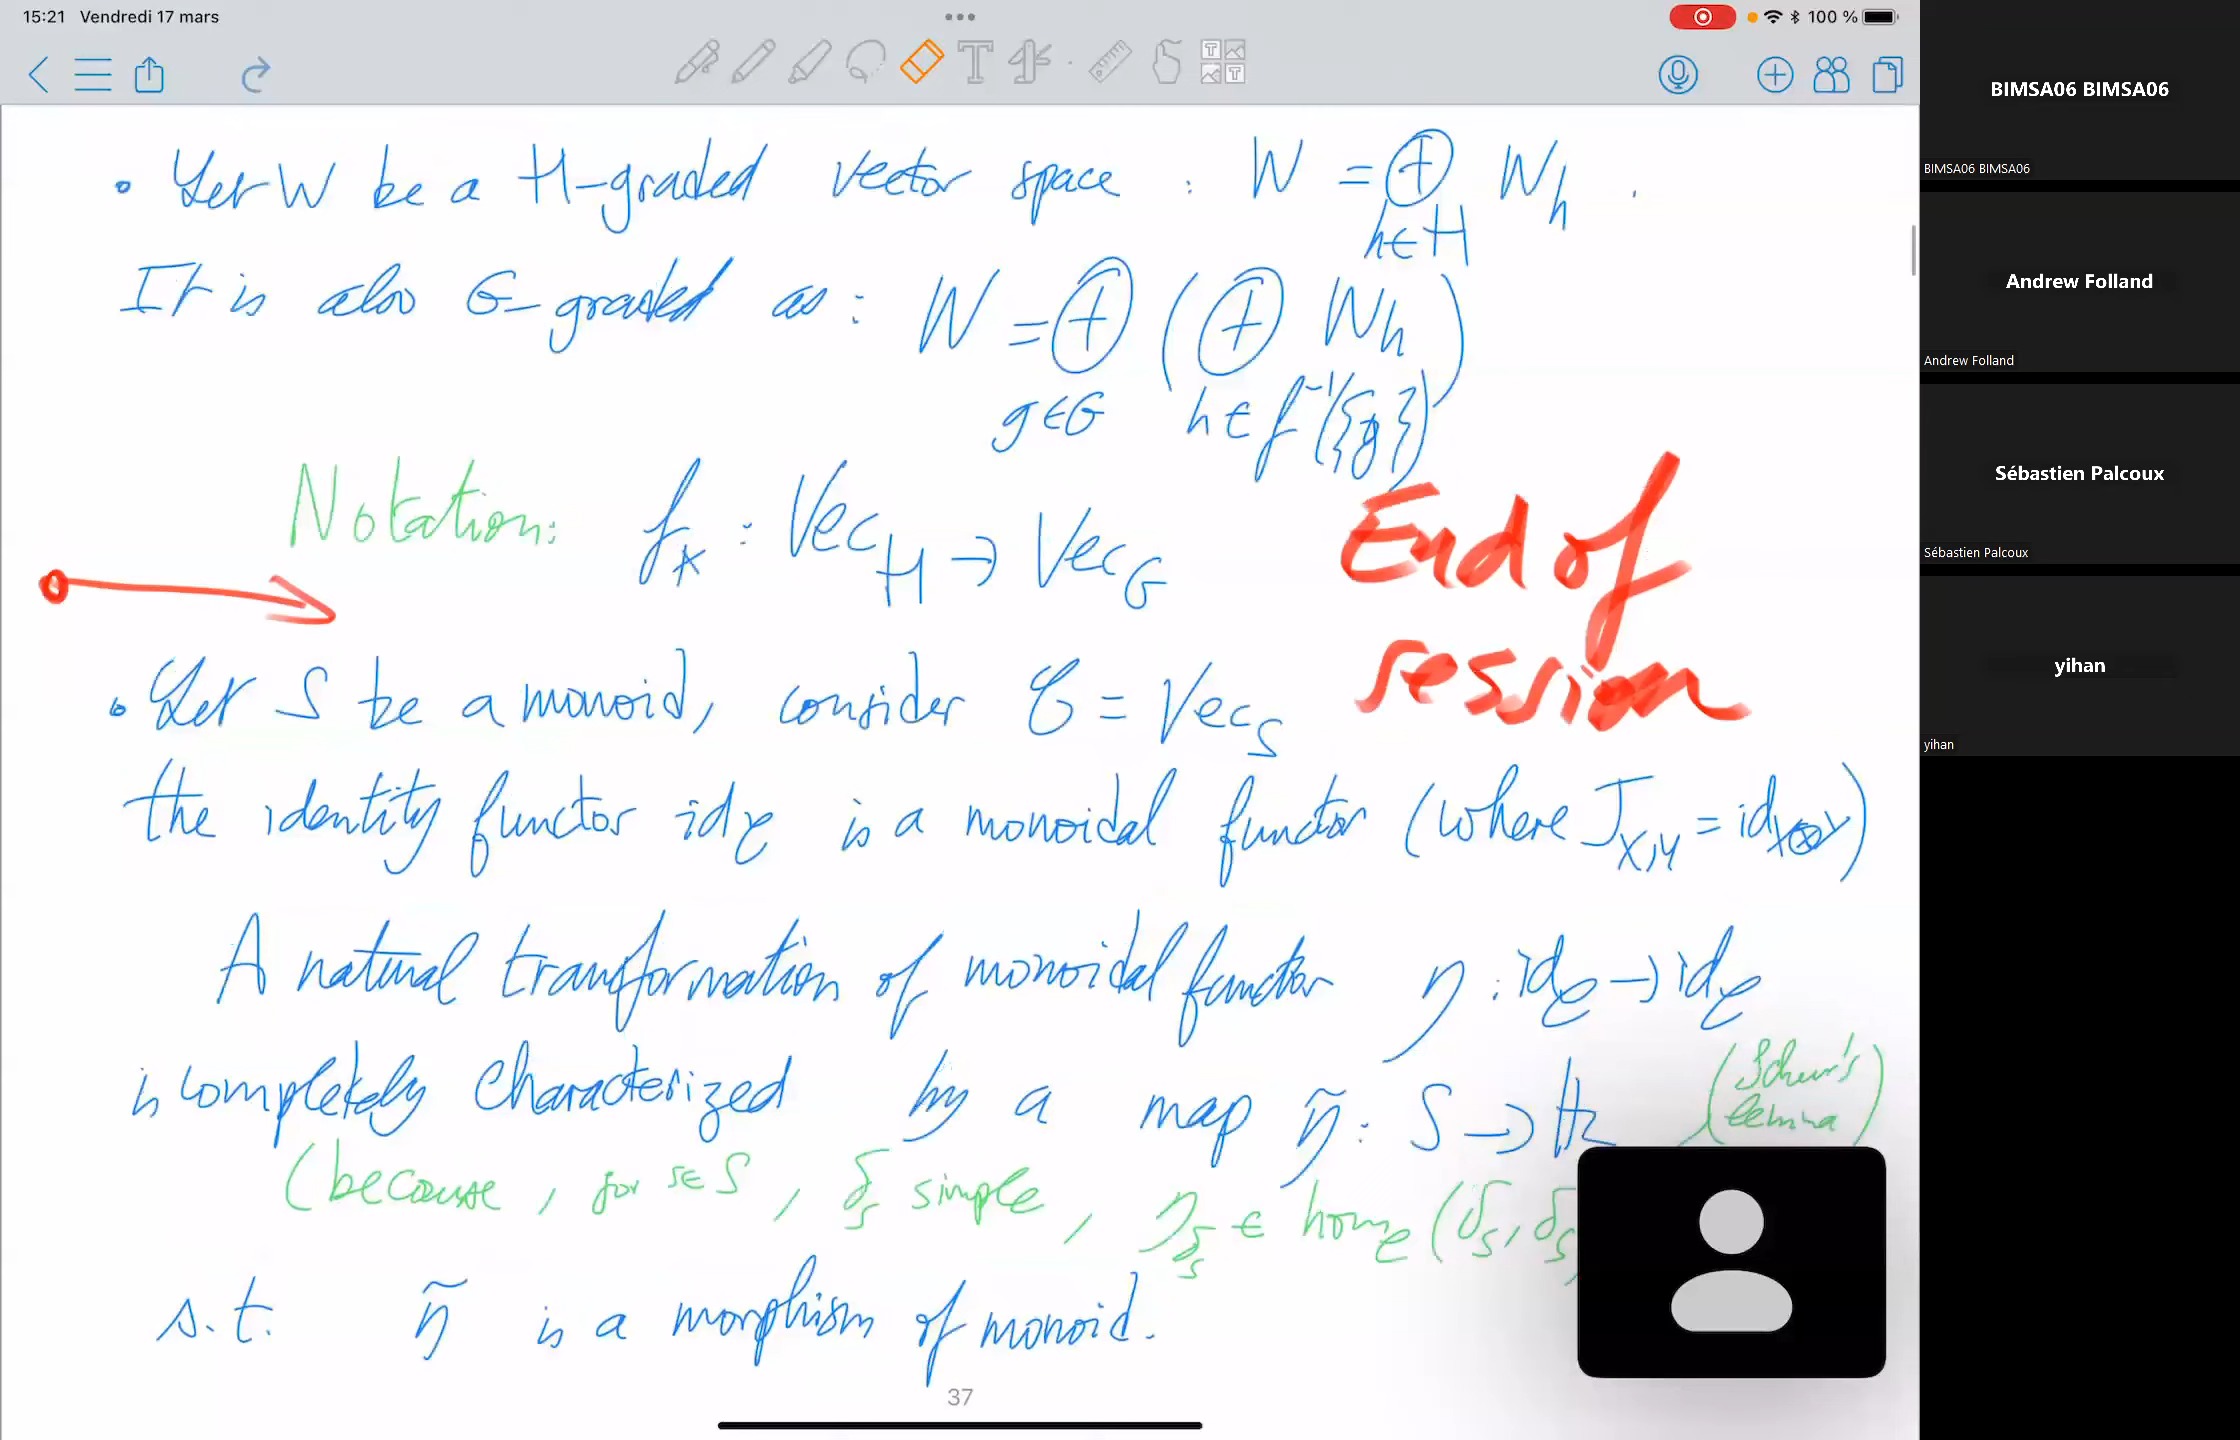 15:21 Vendredi 17 mars
100 %
• Let W be a H-graded vector space : W = ⊕ W_h .
h∈H
It is also G-graded as : W = ⊕ ( ⊕ W_h )
g∈G h∈f⁻¹({g})
Notation: f_* : Vec_H → Vec_G
End of
session
• Let S be a monoid, consider 𝒞 = Vec_S
the identity functor id_𝒞 is a monoidal functor (where J_{X,Y} = id_{X⊗Y})
A natural transformation of monoidal functor η : id_𝒞 → id_𝒞
is completely characterized by a map η̃ : S → 𝕜 (Schur's lemma)
(because, for s∈S, δ_s simple, η_{δ_s} ∈ hom_𝒞(δ_s, δ_s
s.t. η̃ is a morphism of monoid.
37
BIMSA06 BIMSA06
BIMSA06 BIMSA06
Andrew Folland
Andrew Folland
Sébastien Palcoux
Sébastien Palcoux
yihan
yihan